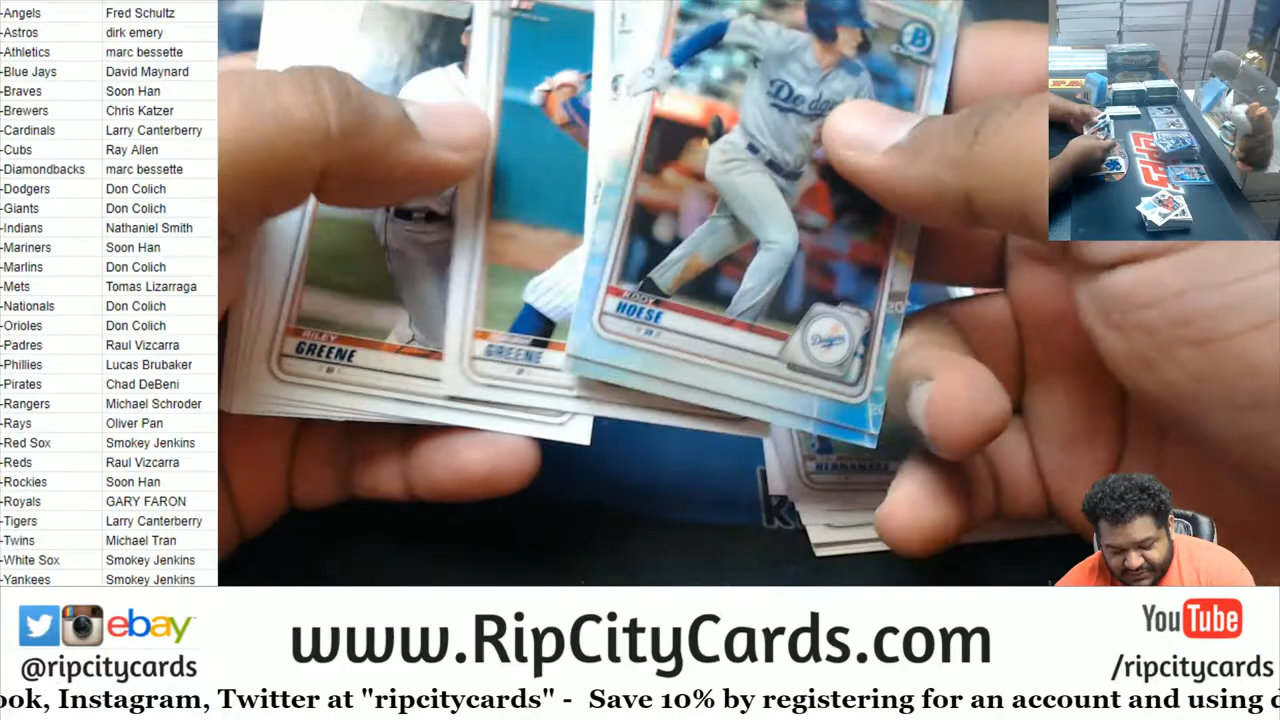 -Angels Fred Schultz
-Astros dirk emery
-Athletics marc bessette
-Blue Jays David Maynard
-Braves Soon Han
-Brewers Chris Katzer
-Cardinals Larry Canterberry
-Cubs Ray Allen
-Diamondbacks marc bessette
-Dodgers Don Colich
-Giants Don Colich
-Indians Nathaniel Smith
-Mariners Soon Han
-Marlins Don Colich
-Mets Tomas Lizarraga
-Nationals Don Colich
-Orioles Don Colich
-Padres Raul Vizcarra
-Phillies Lucas Brubaker
-Pirates Chad DeBeni
-Rangers Michael Schroder
-Rays Oliver Pan
-Red Sox Smokey Jenkins
-Reds Raul Vizcarra
-Rockies Soon Han
-Royals GARY FARON
-Tigers Larry Canterberry
-Twins Michael Tran
-White Sox Smokey Jenkins
-Yankees Smokey Jenkins
B
Dodgers
KODY
HOESE
Dodgers
RILEY
GREENE
GREENE
HERNANDEZ
TOPPS
ebay
@ripcitycards
www.RipCityCards.com
YouTube
/ripcitycards
ook, Instagram, Twitter at "ripcitycards" - Save 10% by registering for an account and using